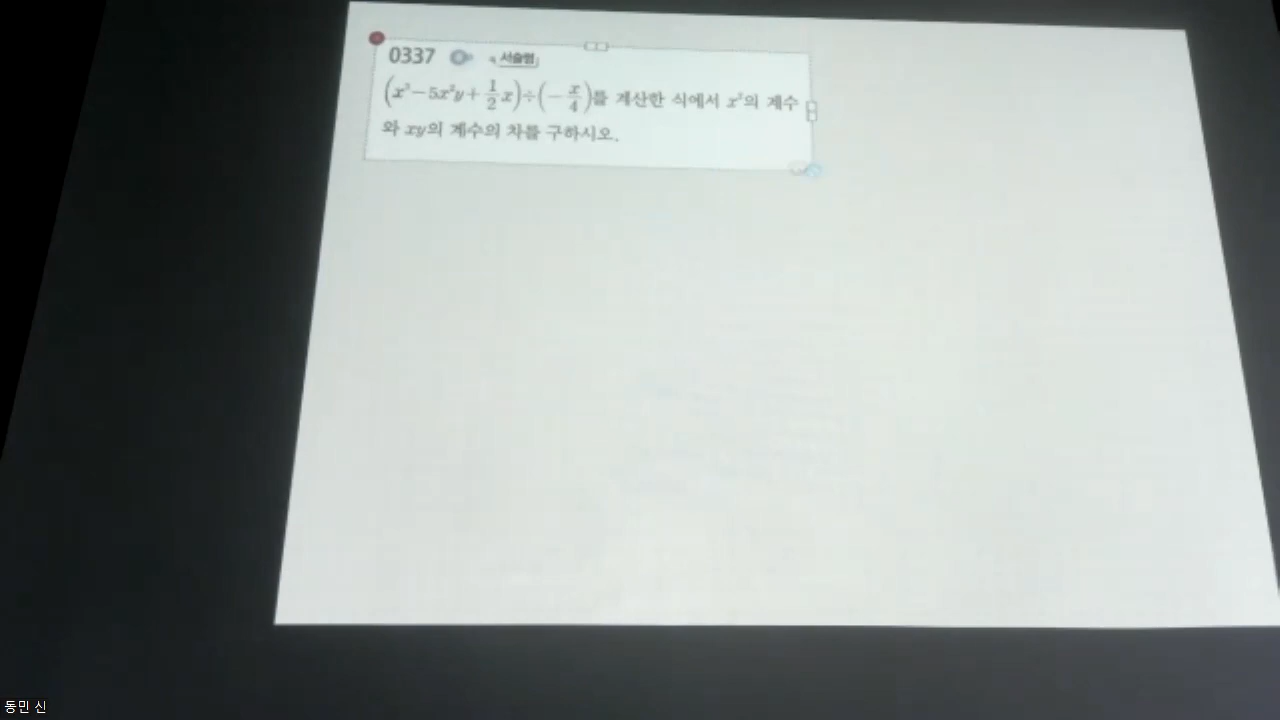 0337 서술형
(x³-5x²y+1/2x)÷(-x/4)를 계산한 식에서 x²의 계수
와 xy의 계수의 차를 구하시오.
동민 신